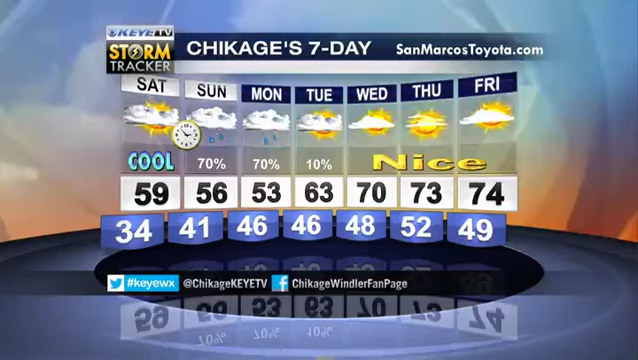 KEYE TV
STORM
TRACKER
CHIKAGE'S 7-DAY
SanMarcosToyota.com
SAT SUN MON TUE WED THU FRI
COOL 70% 70% 10% Nice
59 56 53 63 70 73 74
34 41 46 46 48 52 49
#keyewx @ChikageKEYETV ChikageWindlerFanPage